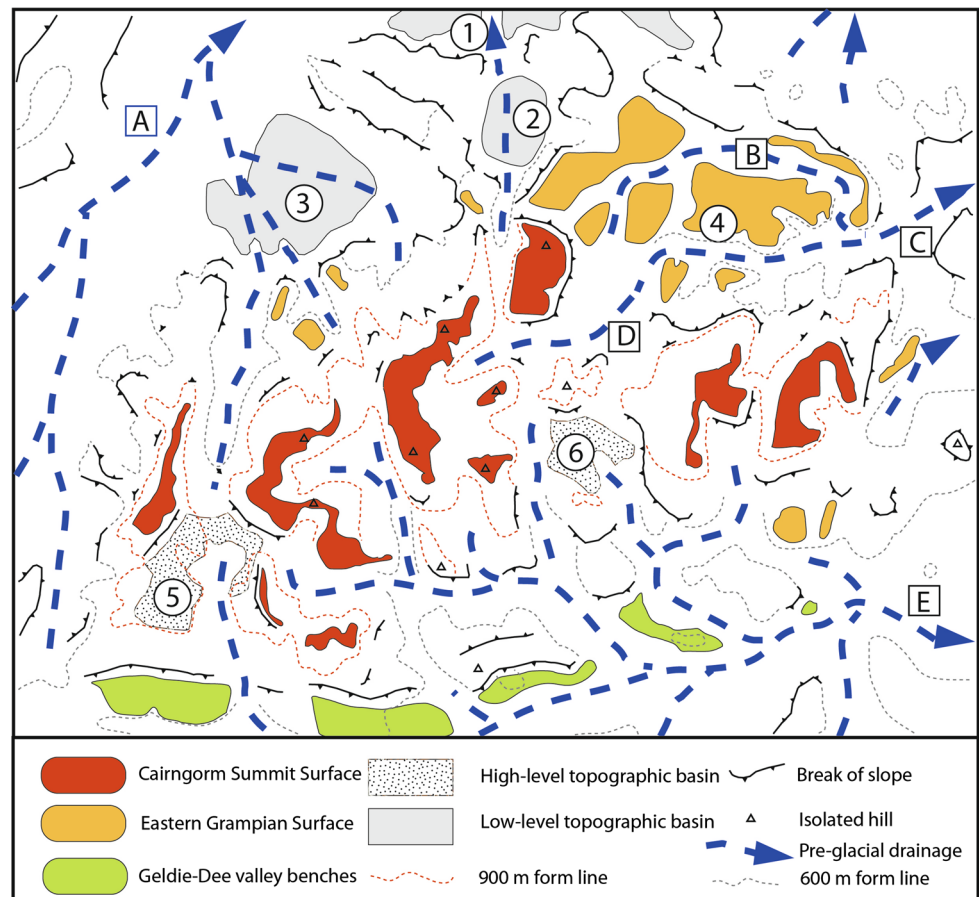 1
A
2
B
3
4
C
D
6
5
E
Cairngorm Summit Surface
High-level topographic basin
Break of slope
Eastern Grampian Surface
Low-level topographic basin
Isolated hill
Pre-glacial drainage
Geldie-Dee valley benches
900 m form line
600 m form line